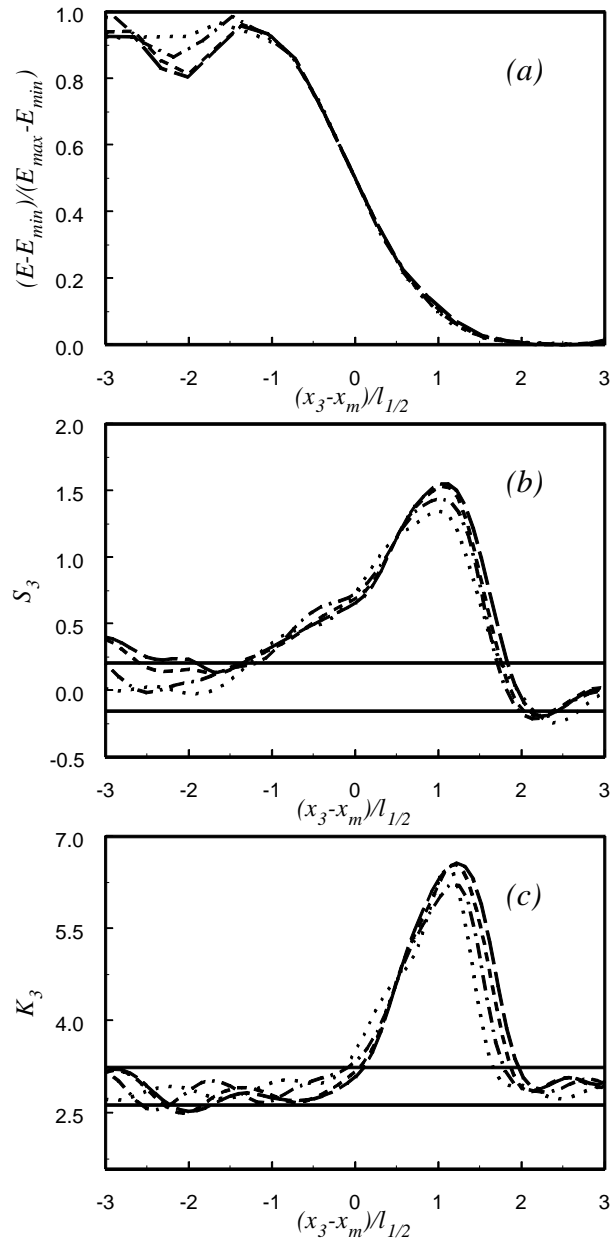 1.0
(a)
0.8
0.6
0.4
0.2
0.0
(E-E_min)/(E_max-E_min)
-3 -2 -1 0 1 2 3
(x_3-x_m)/l_1/2
2.0
(b)
1.5
1.0
0.5
0.0
-0.5
S_3
-3 -2 -1 0 1 2 3
(x_3-x_m)/l_1/2
7.0
(c)
5.5
4.0
2.5
K_3
-3 -2 -1 0 1 2 3
(x_3-x_m)/l_1/2